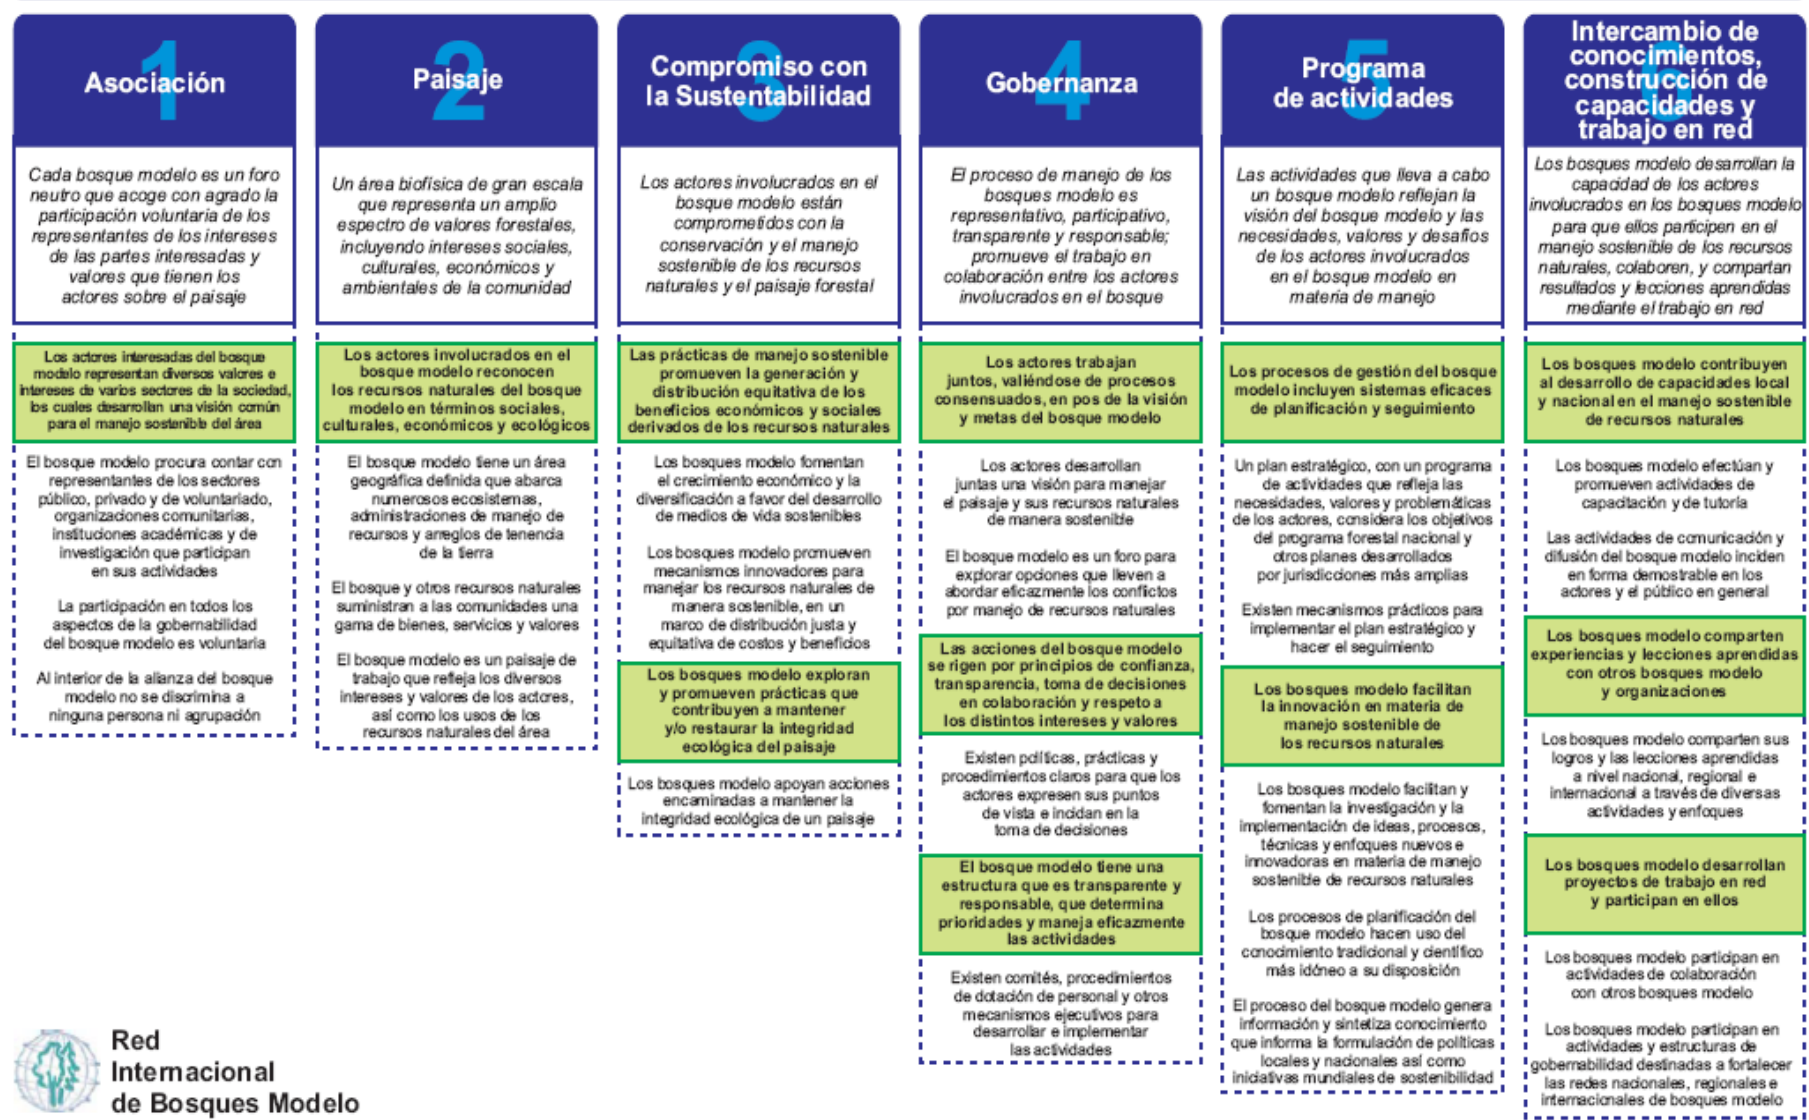 1
Asociación
Cada bosque modelo es un foro
neutro que acoge con agrado la
participación voluntaria de los
representantes de los intereses
de las partes interesadas y
valores que tienen los
actores sobre el paisaje
Los actores interesadas del bosque
modelo representan diversos valores e
intereses de varios sectores de la sociedad,
los cuales desarrollan una visión común
para el manejo sostenible del área
El bosque modelo procura contar con
representantes de los sectores
público, privado y de voluntariado,
organizaciones comunitarias,
instituciones académicas y de
investigación que participan
en sus actividades
La participación en todos los
aspectos de la gobernabilidad
del bosque modelo es voluntaria
Al interior de la alianza del bosque
modelo no se discrimina a
ninguna persona ni agrupación
2
Paisaje
Un área biofísica de gran escala
que representa un amplio
espectro de valores forestales,
incluyendo intereses sociales,
culturales, económicos y
ambientales de la comunidad
Los actores involucrados en el
bosque modelo reconocen
los recursos naturales del bosque
modelo en términos sociales,
culturales, económicos y ecológicos
El bosque modelo tiene un área
geográfica definida que abarca
numerosos ecosistemas,
administraciones de manejo de
recursos y arreglos de tenencia
de la tierra
El bosque y otros recursos naturales
suministran a las comunidades una
gama de bienes, servicios y valores
El bosque modelo es un paisaje de
trabajo que refleja los diversos
intereses y valores de los actores,
así como los usos de los
recursos naturales del área
3
Compromiso con
la Sustentabilidad
Los actores involucrados en el
bosque modelo están
comprometidos con la
conservación y el manejo
sostenible de los recursos
naturales y el paisaje forestal
Las prácticas de manejo sostenible
promueven la generación y
distribución equitativa de los
beneficios económicos y sociales
derivados de los recursos naturales
Los bosques modelo fomentan
el crecimiento económico y la
diversificación a favor del desarrollo
de medios de vida sostenibles
Los bosques modelo promueven
mecanismos innovadores para
manejar los recursos naturales de
manera sostenible, en un
marco de distribución justa y
equitativa de costos y beneficios
Los bosques modelo exploran
y promueven prácticas que
contribuyen a mantener
y/o restaurar la integridad
ecológica del paisaje
Los bosques modelo apoyan acciones
encaminadas a mantener la
integridad ecológica de un paisaje
4
Gobernanza
El proceso de manejo de los
bosques modelo es
representativo, participativo,
transparente y responsable;
promueve el trabajo en
colaboración entre los actores
involucrados en el bosque
Los actores trabajan
juntos, valiéndose de procesos
consensuados, en pos de la visión
y metas del bosque modelo
Los actores desarrollan
juntas una visión para manejar
el paisaje y sus recursos naturales
de manera sostenible
El bosque modelo es un foro para
explorar opciones que lleven a
abordar eficazmente los conflictos
por manejo de recursos naturales
Las acciones del bosque modelo
se rigen por principios de confianza,
transparencia, toma de decisiones
en colaboración y respeto a
los distintos intereses y valores
Existen políticas, prácticas y
procedimientos claros para que los
actores expresen sus puntos
de vista e incidan en la
toma de decisiones
El bosque modelo tiene una
estructura que es transparente y
responsable, que determina
prioridades y maneja eficazmente
las actividades
Existen comités, procedimientos
de dotación de personal y otros
mecanismos ejecutivos para
desarrollar e implementar
las actividades
5
Programa
de actividades
Las actividades que lleva a cabo
un bosque modelo reflejan la
visión del bosque modelo y las
necesidades, valores y desafíos
de los actores involucrados
en el bosque modelo en
materia de manejo
Los procesos de gestión del bosque
modelo incluyen sistemas eficaces
de planificación y seguimiento
Un plan estratégico, con un programa
de actividades que refleja las
necesidades, valores y problemáticas
de los actores, considera los objetivos
del programa forestal nacional y
otros planes desarrollados
por jurisdicciones más amplias
Existen mecanismos prácticos para
implementar el plan estratégico y
hacer el seguimiento
Los bosques modelo facilitan
la innovación en materia de
manejo sostenible de
los recursos naturales
Los bosques modelo facilitan y
fomentan la investigación y la
implementación de ideas, procesos,
técnicas y enfoques nuevos e
innovadoras en materia de manejo
sostenible de recursos naturales
Los procesos de planificación del
bosque modelo hacen uso del
conocimiento tradicional y científico
más idóneo a su disposición
El proceso del bosque modelo genera
información y sintetiza conocimiento
que informa la formulación de políticas
locales y nacionales así como
iniciativas mundiales de sostenibilidad
6
Intercambio de
conocimientos,
construcción de
capacidades y
trabajo en red
Los bosques modelo desarrollan la
capacidad de los actores
involucrados en los bosques modelo
para que ellos participen en el
manejo sostenible de los recursos
naturales, colaboren, y compartan
resultados y lecciones aprendidas
mediante el trabajo en red
Los bosques modelo contribuyen
al desarrollo de capacidades local
y nacional en el manejo sostenible
de recursos naturales
Los bosques modelo efectúan y
promueven actividades de
capacitación y de tutoría
Las actividades de comunicación y
difusión del bosque modelo inciden
en forma demostrable en los
actores y el público en general
Los bosques modelo comparten
experiencias y lecciones aprendidas
con otros bosques modelo
y organizaciones
Los bosques modelo comparten sus
logros y las lecciones aprendidas
a nivel nacional, regional e
internacional a través de diversas
actividades y enfoques
Los bosques modelo desarrollan
proyectos de trabajo en red
y participan en ellos
Los bosques modelo participan en
actividades de colaboración
con otros bosques modelo
Los bosques modelo participan en
actividades y estructuras de
gobernabilidad destinadas a fortalecer
las redes nacionales, regionales e
internacionales de bosques modelo
Red
Internacional
de Bosques Modelo